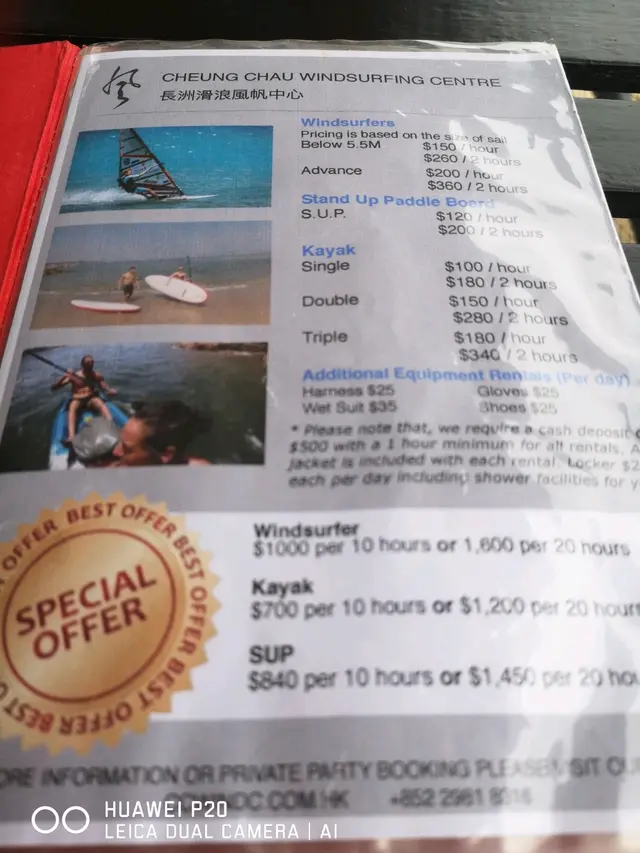 CHEUNG CHAU WINDSURFING CENTRE
長洲滑浪風帆中心
Windsurfers
Pricing is based on the size of sail
Below 5.5M $150 / hour
$260 / 2 hours
Advance $200 / hour
$360 / 2 hours
Stand Up Paddle Board
S.U.P. $120 / hour
$200 / 2 hours
Kayak
Single $100 / hour
$180 / 2 hours
Double $150 / hour
$280 / 2 hours
Triple $180 / hour
$340 / 2 hours
Additional Equipment Rentals (Per day)
Harness $25 Gloves $25
Wet Suit $35 Shoes $25
* Please note that, we require a cash deposit
$500 with a 1 hour minimum for all rentals. A
jacket is included with each rental. Locker
each per day including shower facilities for
SPECIAL
OFFER
BEST OFFER BEST OFFER BEST OFFER BEST OFFER
Windsurfer
$1000 per 10 hours or 1,600 per 20 hours
Kayak
$700 per 10 hours or $1,200 per 20 hours
SUP
$840 per 10 hours or $1,450 per 20 hou
ORE INFORMATION OR PRIVATE PARTY BOOKING PLEASE VISIT OUR
HUAWEI P20
LEICA DUAL CAMERA | AI